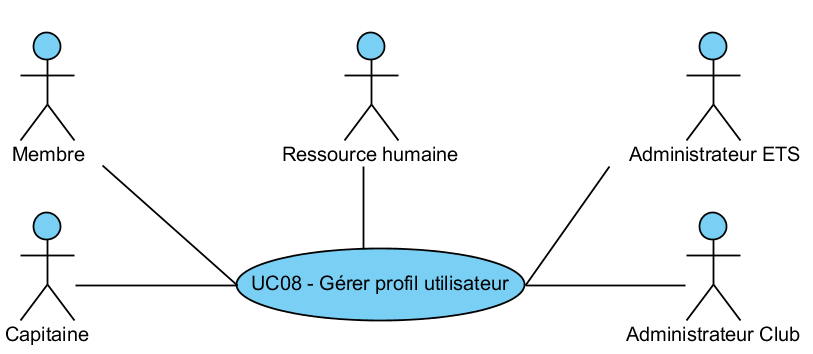 Membre
Ressource humaine
Administrateur ETS
UC08 - Gérer profil utilisateur
Capitaine
Administrateur Club